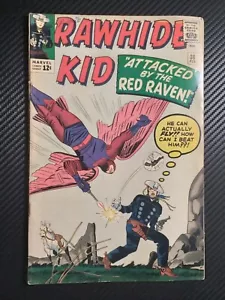 RAWHIDE
KID
MARVEL
12¢
"ATTACKED
BY THE
RED RAVEN!"
HE CAN
ACTUALLY
FLY!! HOW
CAN I BEAT
HIM??!